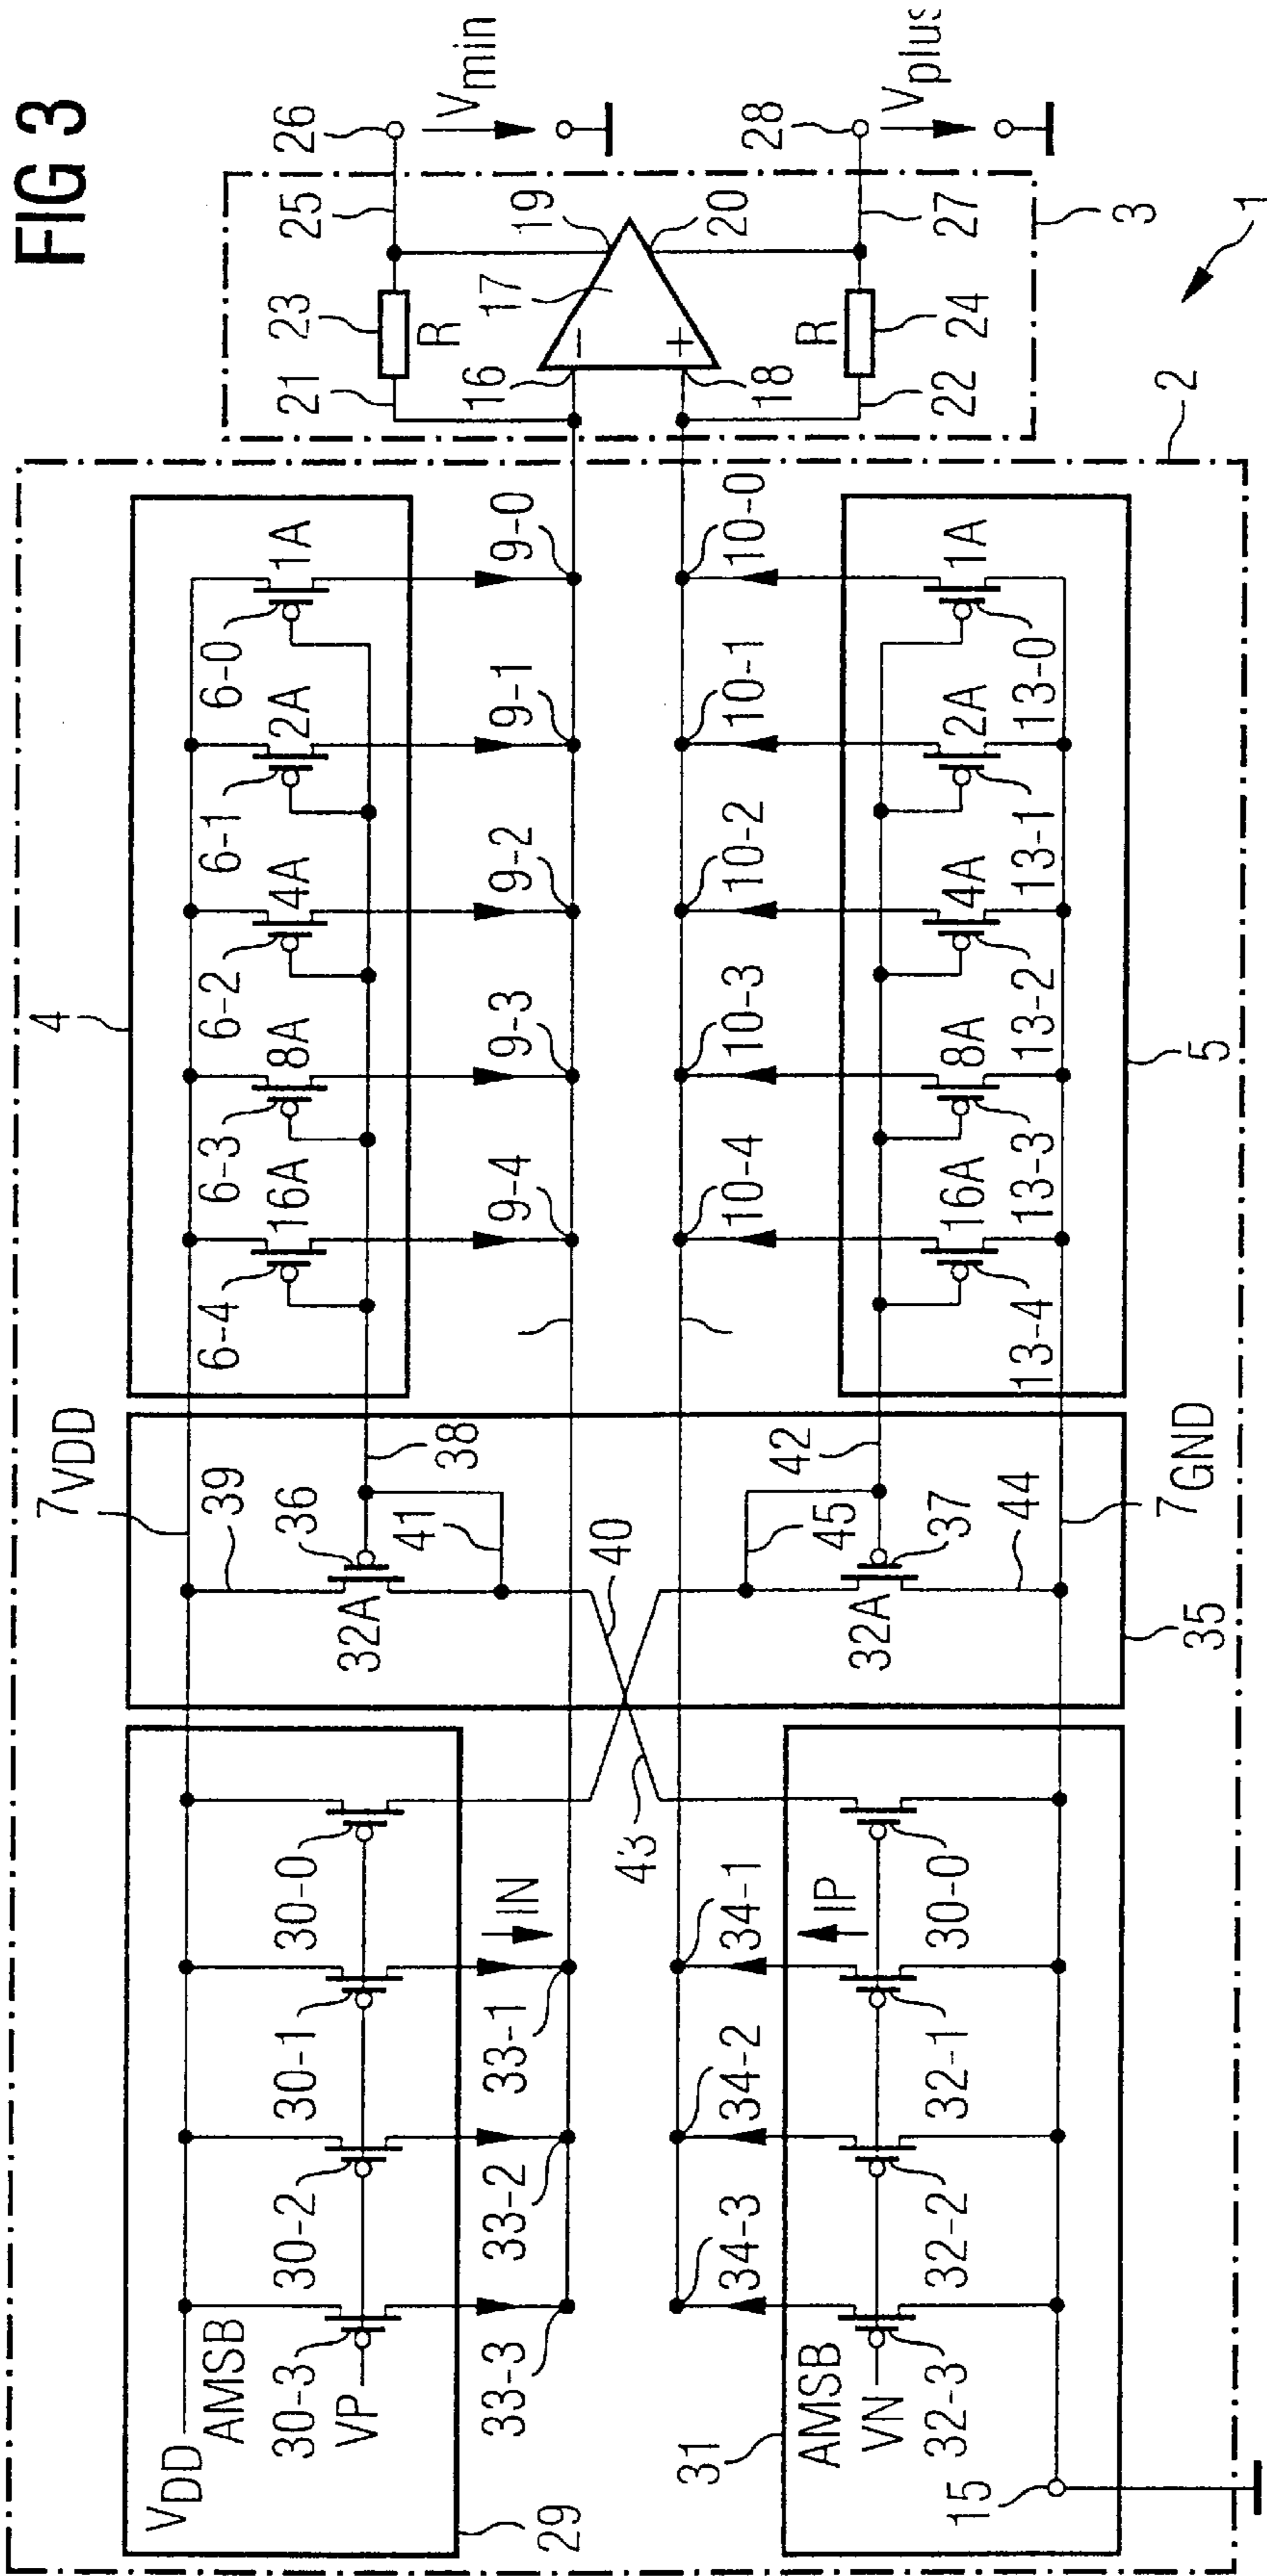 FIG 3
26
Vmin
25
19
23
R
17
21
16
−
+
18
20
28
Vplus
R
24
22
27
3
1
2
4
1A
6-0
2A
6-1
4A
6-2
8A
6-3
16A
6-4
9-0
9-1
9-2
9-3
9-4
10-0
10-1
10-2
10-3
10-4
1A
13-0
2A
13-1
4A
13-2
8A
13-3
16A
13-4
5
7VDD
39
36
38
41
32A
40
42
45
37
44
32A
43
7GND
35
VDD
AMSB
30-3
VP
30-2
30-1
30-0
IN
33-3
33-2
33-1
29
34-3
34-2
34-1
IP
31
AMSB
VN
32-3
32-2
32-1
30-0
15